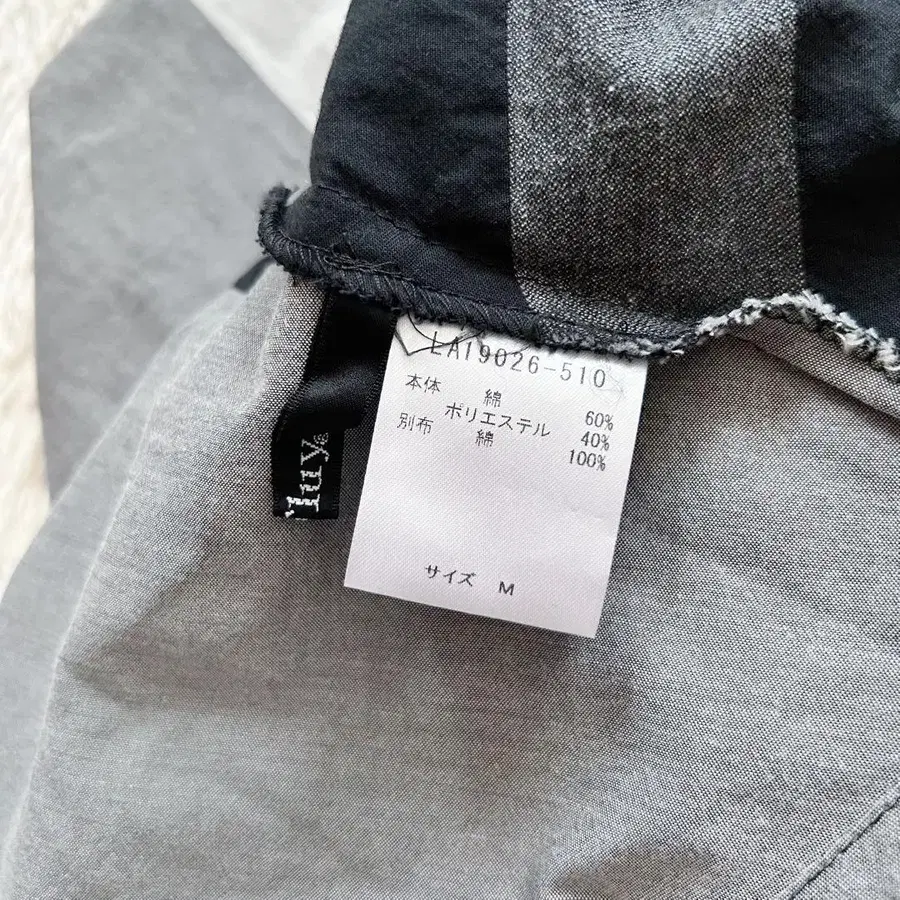 LA19026-510
本体 綿 60%
ポリエステル 40%
別布 綿 100%
サイズ M